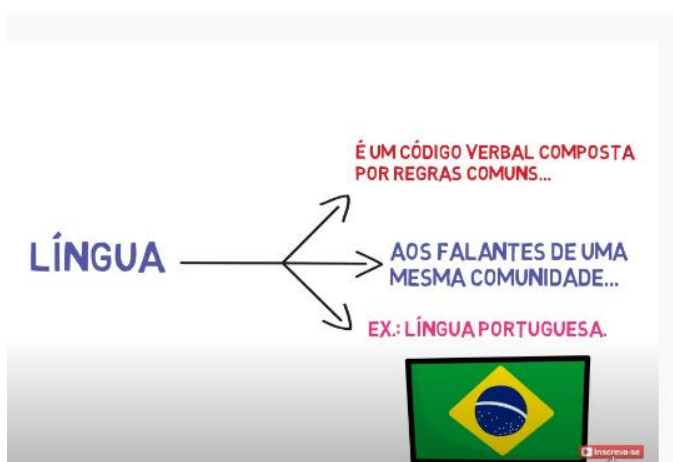 É UM CÓDIGO VERBAL COMPOSTA
POR REGRAS COMUNS...
LÍNGUA
AOS FALANTES DE UMA
MESMA COMUNIDADE...
EX.: LÍNGUA PORTUGUESA.
Inscreva-se